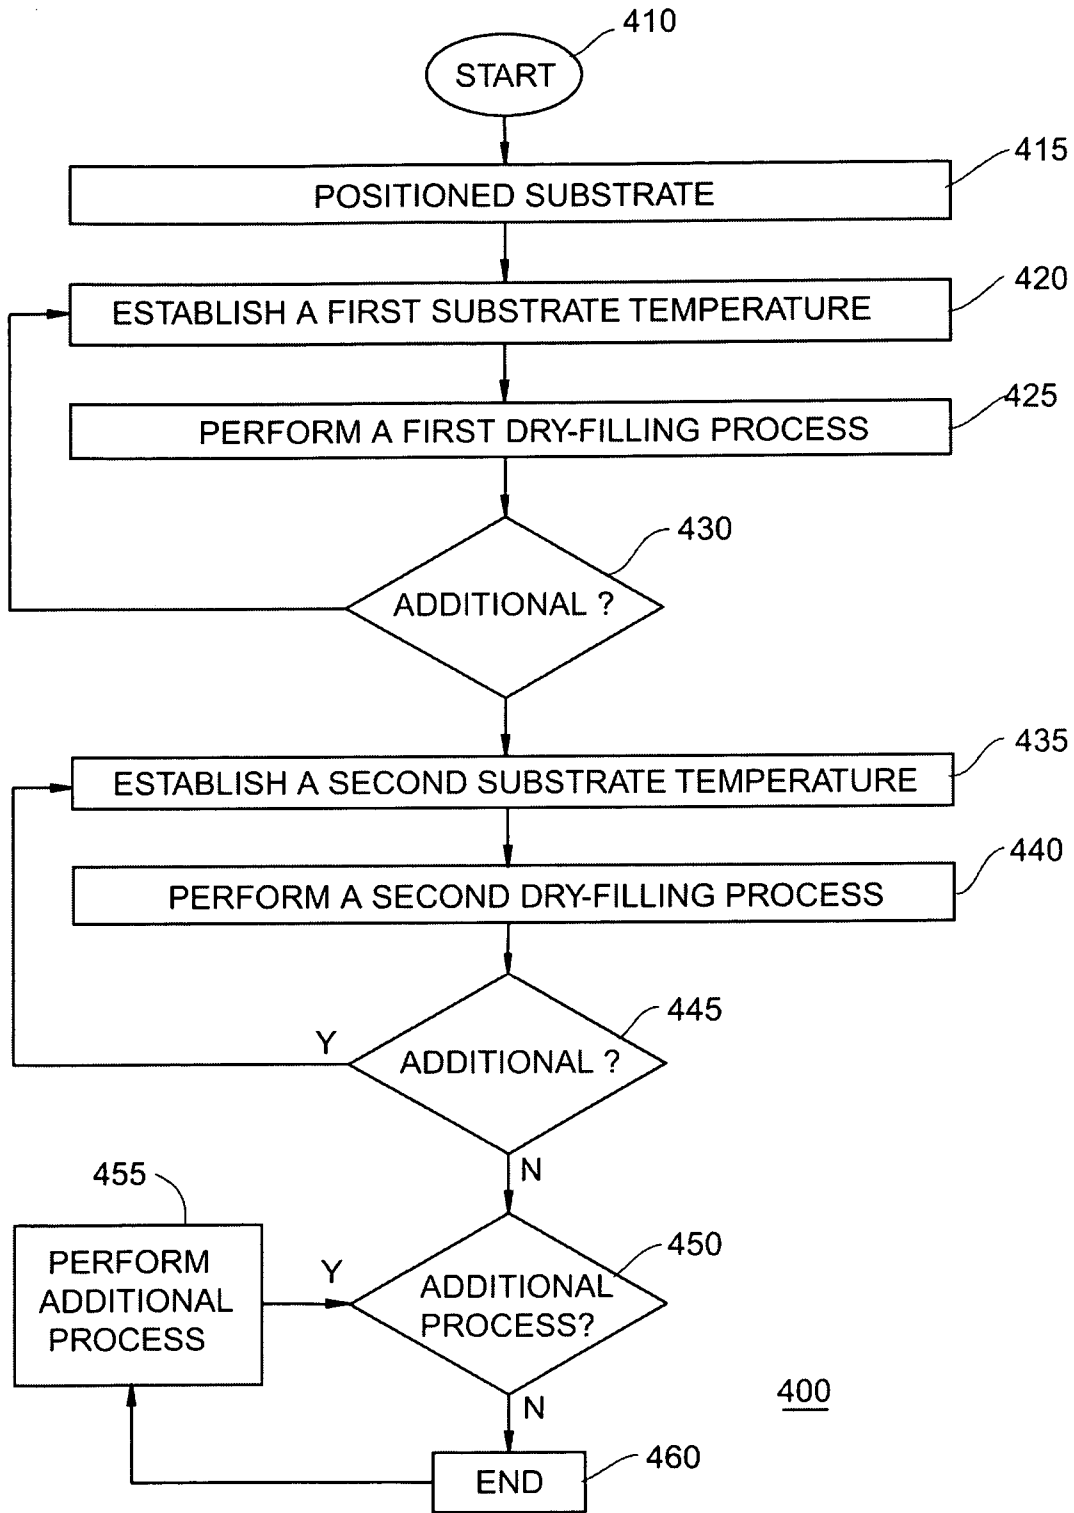 410
START
415
POSITIONED SUBSTRATE
420
ESTABLISH A FIRST SUBSTRATE TEMPERATURE
425
PERFORM A FIRST DRY-FILLING PROCESS
430
ADDITIONAL ?
435
ESTABLISH A SECOND SUBSTRATE TEMPERATURE
440
PERFORM A SECOND DRY-FILLING PROCESS
445
Y
ADDITIONAL ?
N
455
450
PERFORM
ADDITIONAL
PROCESS
Y
ADDITIONAL
PROCESS?
N
400
460
END